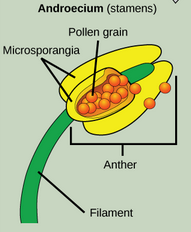 Androecium (stamens)
Pollen grain
Microsporangia
Anther
Filament